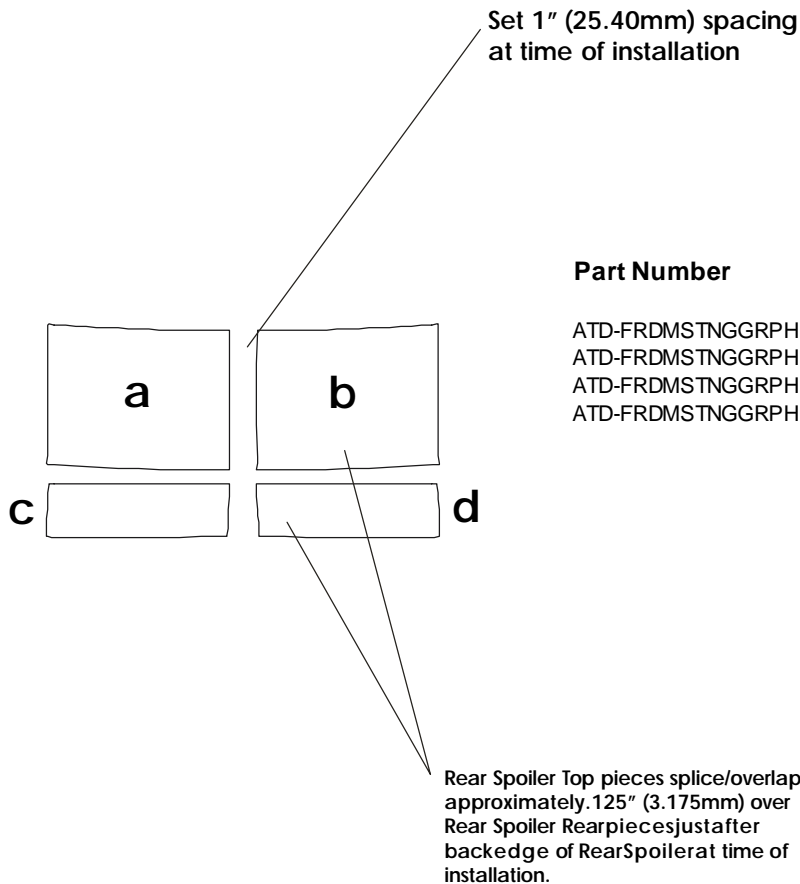 Set 1" (25.40mm) spacing
at time of installation
Part Number
ATD-FRDMSTNGGRPH
ATD-FRDMSTNGGRPH
ATD-FRDMSTNGGRPH
ATD-FRDMSTNGGRPH
a
b
c
d
Rear Spoiler Top pieces splice/overlap
approximately.125" (3.175mm) over
Rear Spoiler Rearpiecesjustafter
backedge of RearSpoilerat time of
installation.